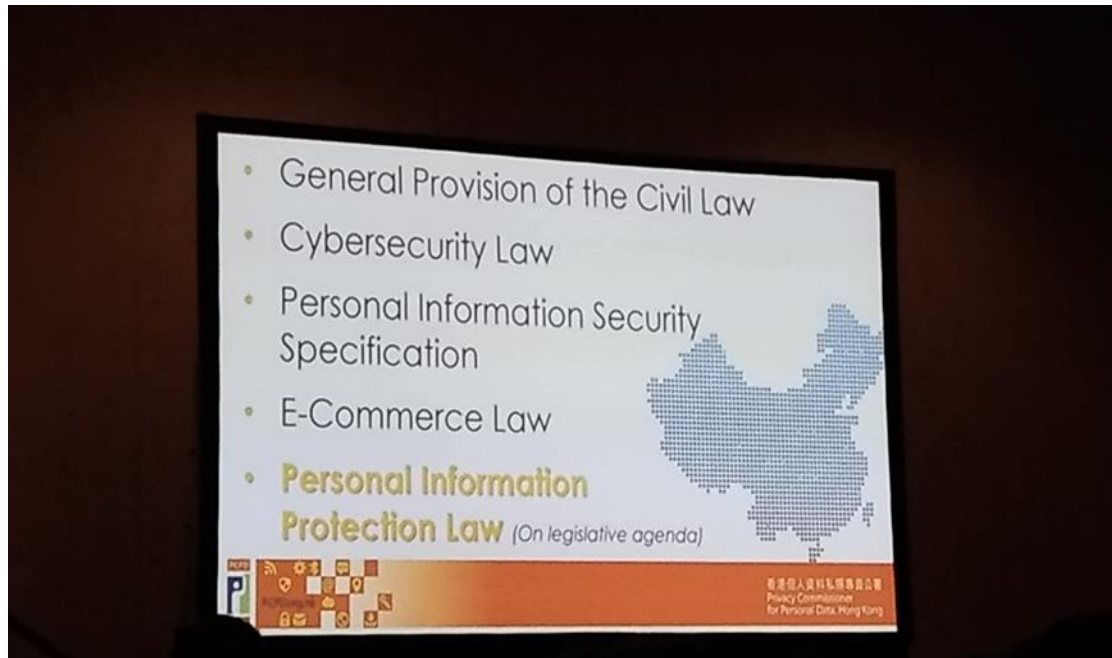 • General Provision of the Civil Law
• Cybersecurity Law
• Personal Information Security
Specification
• E-Commerce Law
• Personal Information
Protection Law (On legislative agenda)
PCPD
香港個人資料私隱專員公署
Privacy Commissioner
for Personal Data, Hong Kong